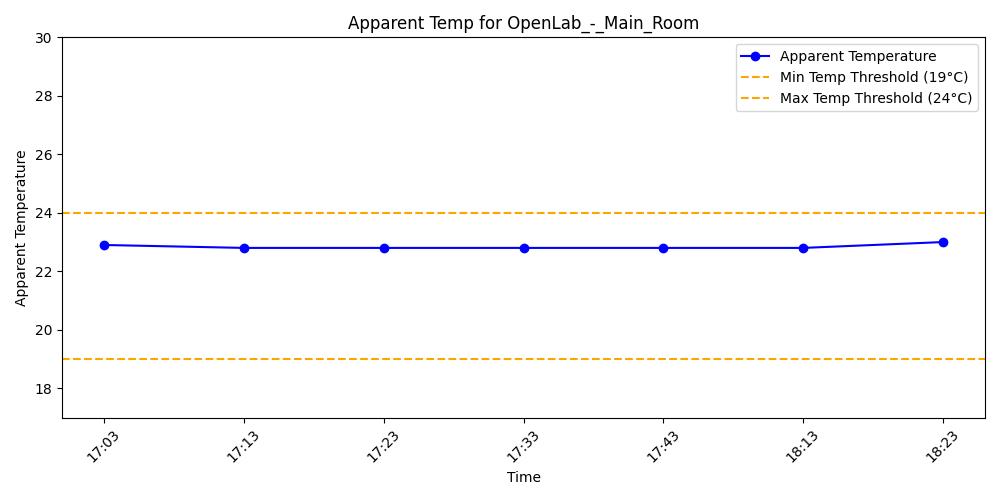 Apparent Temp for OpenLab_-_Main_Room
Apparent Temperature
Min Temp Threshold (19°C)
Max Temp Threshold (24°C)
Apparent Temperature
30
28
26
24
22
20
18
17:03
17:13
17:23
17:33
17:43
18:13
18:23
Time